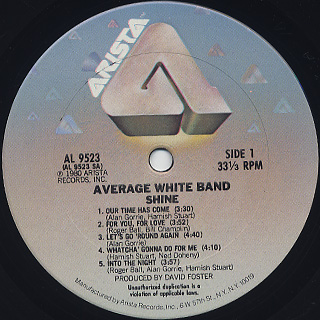 ARISTA™
AL 9523
(AL 9523 SA)
℗ 1980 ARISTA
RECORDS, INC.
SIDE 1
33⅓ RPM
AVERAGE WHITE BAND
SHINE
1. OUR TIME HAS COME (3:30)
(Alan Gorrie, Hamish Stuart)
2. FOR YOU, FOR LOVE (3:52)
(Roger Ball, Bill Champlin)
3. LET'S GO 'ROUND AGAIN (4:40)
(Alan Gorrie)
4. WHATCHA' GONNA DO FOR ME (4:10)
(Hamish Stuart, Ned Doheny)
5. INTO THE NIGHT (3:57)
(Roger Ball, Alan Gorrie, Hamish Stuart)
PRODUCED BY DAVID FOSTER
Unauthorized duplication is a
violation of applicable laws.
Manufactured by Arista Records, Inc., 6 W 57th St., N.Y., N.Y. 10019